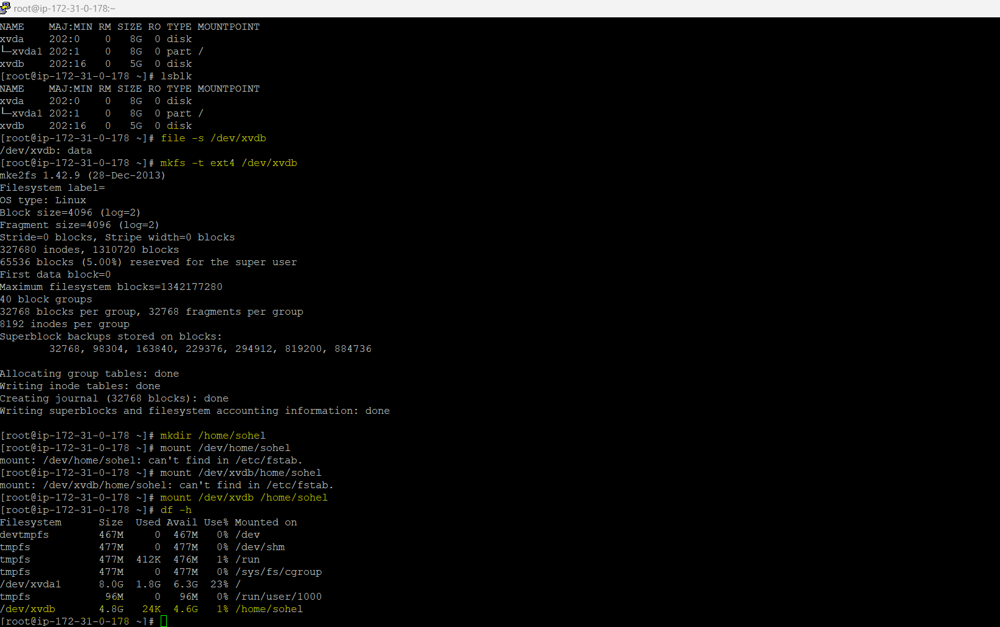 root@ip-172-31-0-178:~
NAME    MAJ:MIN RM SIZE RO TYPE MOUNTPOINT
xvda    202:0    0   8G  0 disk
└─xvda1 202:1    0   8G  0 part /
xvdb    202:16   0   5G  0 disk
[root@ip-172-31-0-178 ~]# lsblk
NAME    MAJ:MIN RM SIZE RO TYPE MOUNTPOINT
xvda    202:0    0   8G  0 disk
└─xvda1 202:1    0   8G  0 part /
xvdb    202:16   0   5G  0 disk
[root@ip-172-31-0-178 ~]# file -s /dev/xvdb
/dev/xvdb: data
[root@ip-172-31-0-178 ~]# mkfs -t ext4 /dev/xvdb
mke2fs 1.42.9 (28-Dec-2013)
Filesystem label=
OS type: Linux
Block size=4096 (log=2)
Fragment size=4096 (log=2)
Stride=0 blocks, Stripe width=0 blocks
327680 inodes, 1310720 blocks
65536 blocks (5.00%) reserved for the super user
First data block=0
Maximum filesystem blocks=1342177280
40 block groups
32768 blocks per group, 32768 fragments per group
8192 inodes per group
Superblock backups stored on blocks:
        32768, 98304, 163840, 229376, 294912, 819200, 884736
Allocating group tables: done
Writing inode tables: done
Creating journal (32768 blocks): done
Writing superblocks and filesystem accounting information: done
[root@ip-172-31-0-178 ~]# mkdir /home/sohel
[root@ip-172-31-0-178 ~]# mount /dev/home/sohel
mount: /dev/home/sohel: can't find in /etc/fstab.
[root@ip-172-31-0-178 ~]# mount /dev/xvdb/home/sohel
mount: /dev/xvdb/home/sohel: can't find in /etc/fstab.
[root@ip-172-31-0-178 ~]# mount /dev/xvdb /home/sohel
[root@ip-172-31-0-178 ~]# df -h
Filesystem      Size  Used Avail Use% Mounted on
devtmpfs        467M     0  467M   0% /dev
tmpfs           477M     0  477M   0% /dev/shm
tmpfs           477M  412K  476M   1% /run
tmpfs           477M     0  477M   0% /sys/fs/cgroup
/dev/xvda1      8.0G  1.8G  6.3G  23% /
tmpfs            96M     0   96M   0% /run/user/1000
/dev/xvdb       4.8G   24K  4.6G   1% /home/sohel
[root@ip-172-31-0-178 ~]#